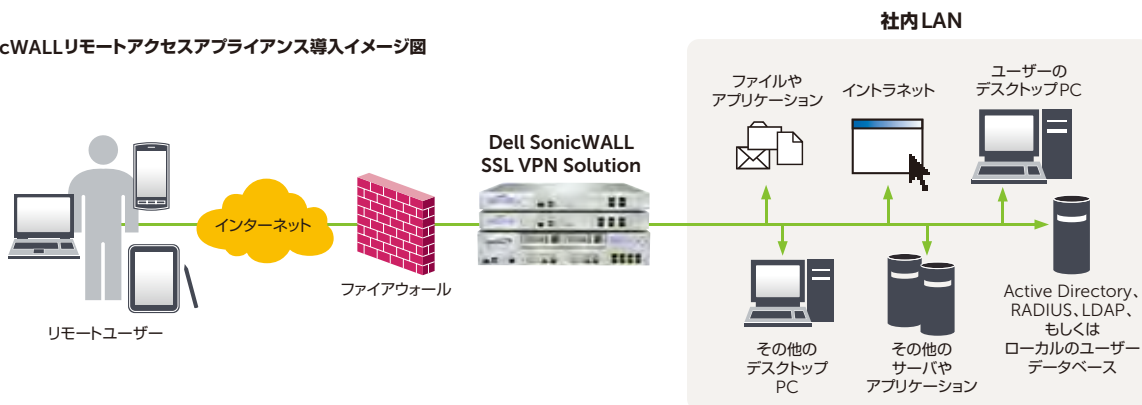 cWALLリモートアクセスアプライアンス導入イメージ図
社内LAN
ファイルや
アプリケーション
イントラネット
ユーザーの
デスクトップPC
Dell SonicWALL
SSL VPN Solution
インターネット
ファイアウォール
リモートユーザー
その他の
デスクトップ
PC
その他の
サーバや
アプリケーション
Active Directory、
RADIUS、LDAP、
もしくは
ローカルのユーザー
データベース